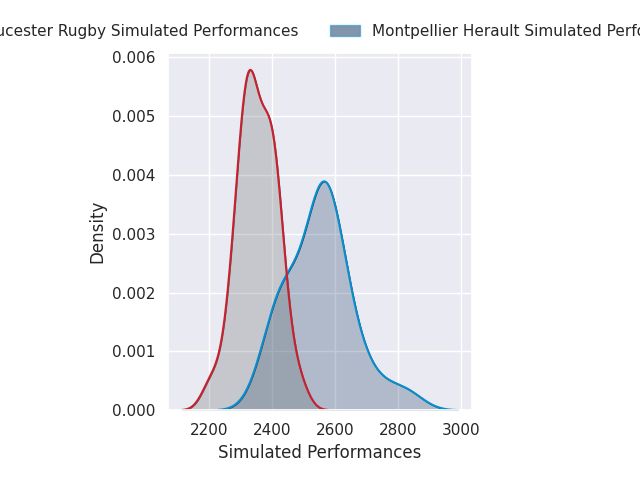 ucester Rugby Simulated Performances Montpellier Herault Simulated Perfo
0.006
0.005
0.004
0.003
0.002
0.001
0.000
Density
2200 2400 2600 2800 3000
Simulated Performances